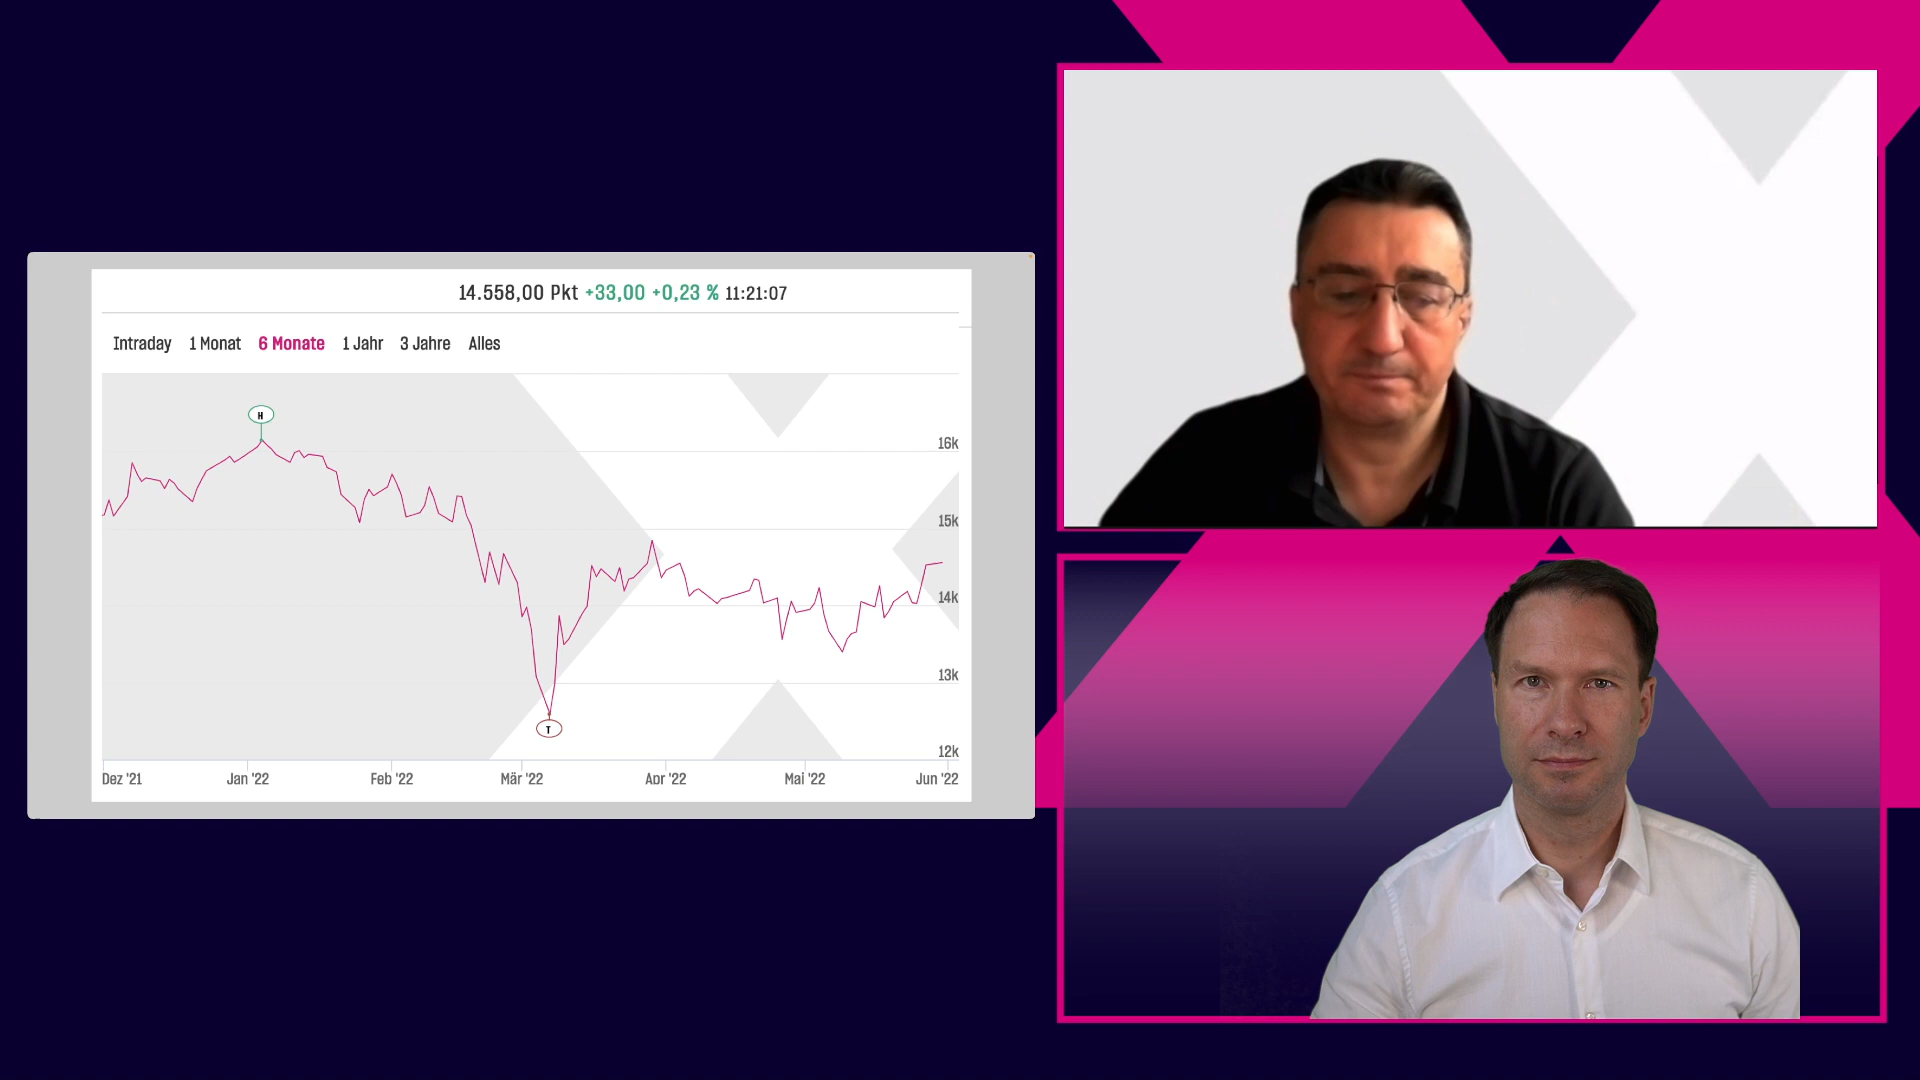 14.558,00 Pkt +33,00 +0,23 % 11:21:07
Intraday 1 Monat 6 Monate 1 Jahr 3 Jahre Alles
H
16k
15k
14k
13k
T
12k
Dez '21 Jan '22 Feb '22 Mär '22 Apr '22 Mai '22 Jun '22